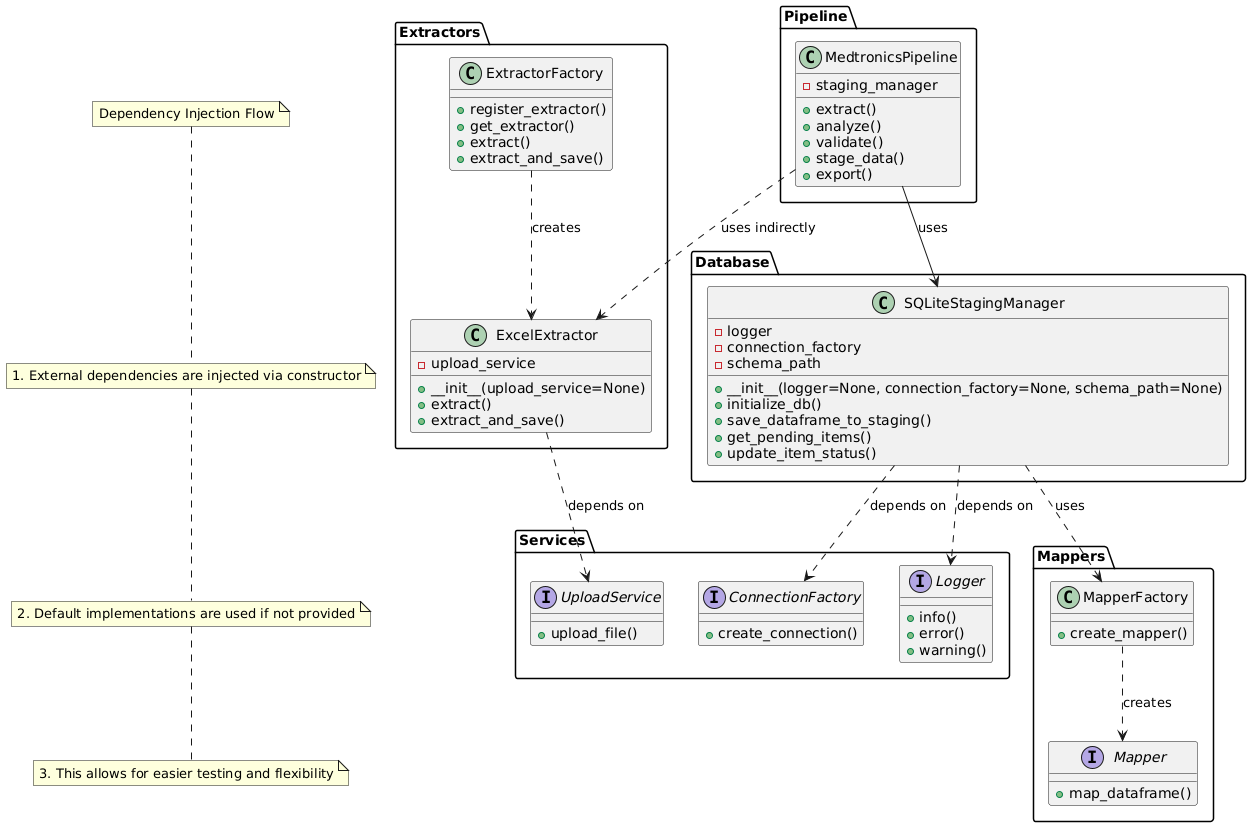 Dependency Injection Flow
1. External dependencies are injected via constructor
2. Default implementations are used if not provided
3. This allows for easier testing and flexibility
Extractors
C ExtractorFactory
register_extractor()
get_extractor()
extract()
extract_and_save()
creates
C ExcelExtractor
upload_service
__init__(upload_service=None)
extract()
extract_and_save()
Pipeline
C MedtronicsPipeline
staging_manager
extract()
analyze()
validate()
stage_data()
export()
uses indirectly
uses
Database
C SQLiteStagingManager
logger
connection_factory
schema_path
__init__(logger=None, connection_factory=None, schema_path=None)
initialize_db()
save_dataframe_to_staging()
get_pending_items()
update_item_status()
depends on
depends on
depends on
uses
Services
I UploadService
upload_file()
I ConnectionFactory
create_connection()
I Logger
info()
error()
warning()
Mappers
C MapperFactory
create_mapper()
creates
I Mapper
map_dataframe()